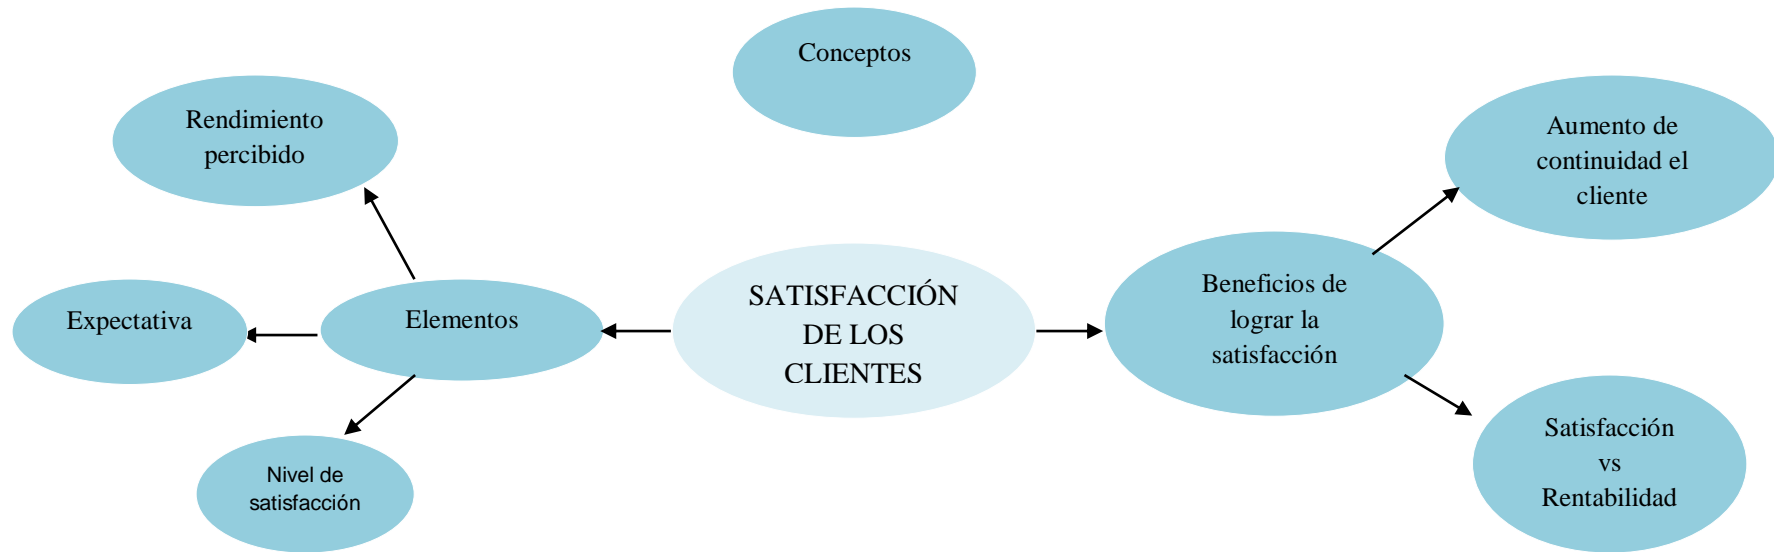 Conceptos
Rendimiento
percibido
Aumento de
continuidad el
cliente
Expectativa
Elementos
SATISFACCIÓN
DE LOS
CLIENTES
Beneficios de
lograr la
satisfacción
Nivel de
satisfacción
Satisfacción
vs
Rentabilidad